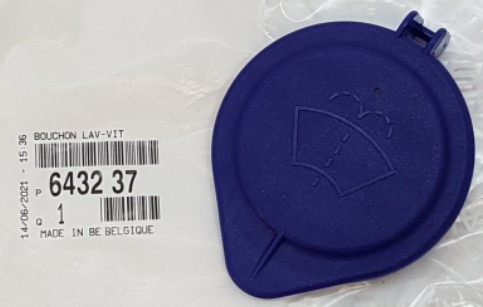 BOUCHON LAV-VIT
P 6432 37
Q 1
MADE IN BE BELGIQUE
14/06/2021 - 15:36